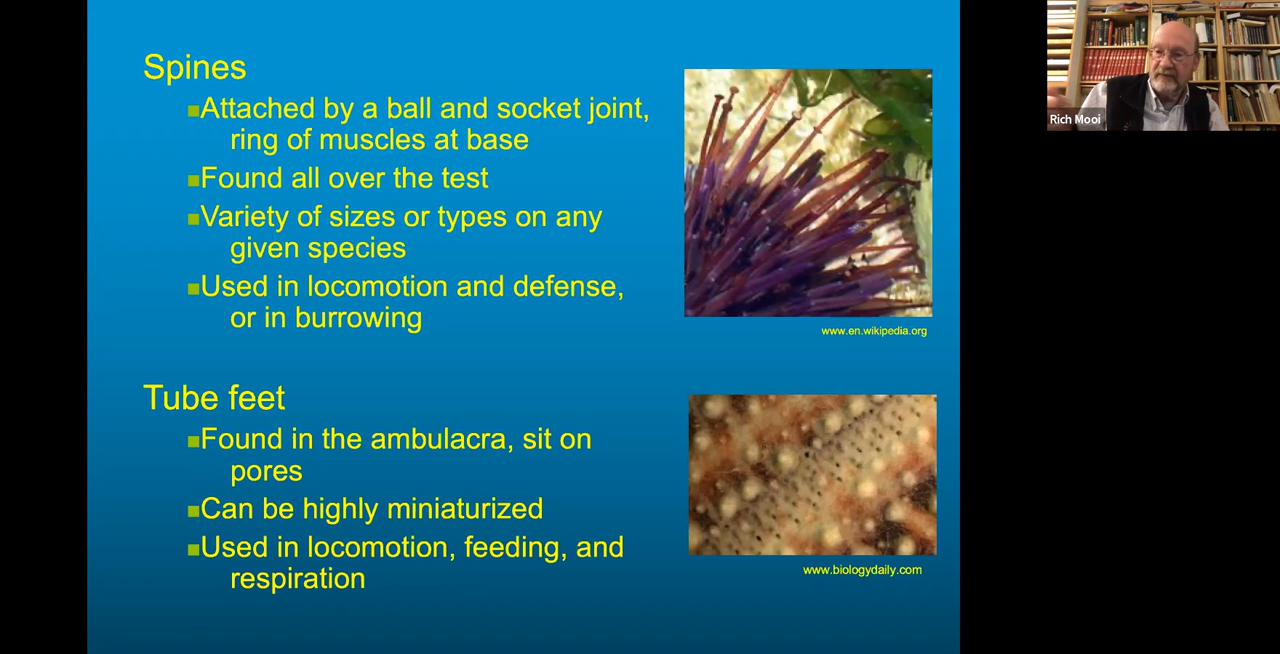 Spines
Attached by a ball and socket joint,
ring of muscles at base
Found all over the test
Variety of sizes or types on any
given species
Used in locomotion and defense,
or in burrowing
www.en.wikipedia.org
Tube feet
Found in the ambulacra, sit on
pores
Can be highly miniaturized
Used in locomotion, feeding, and
respiration
www.biologydaily.com
Rich Mooi